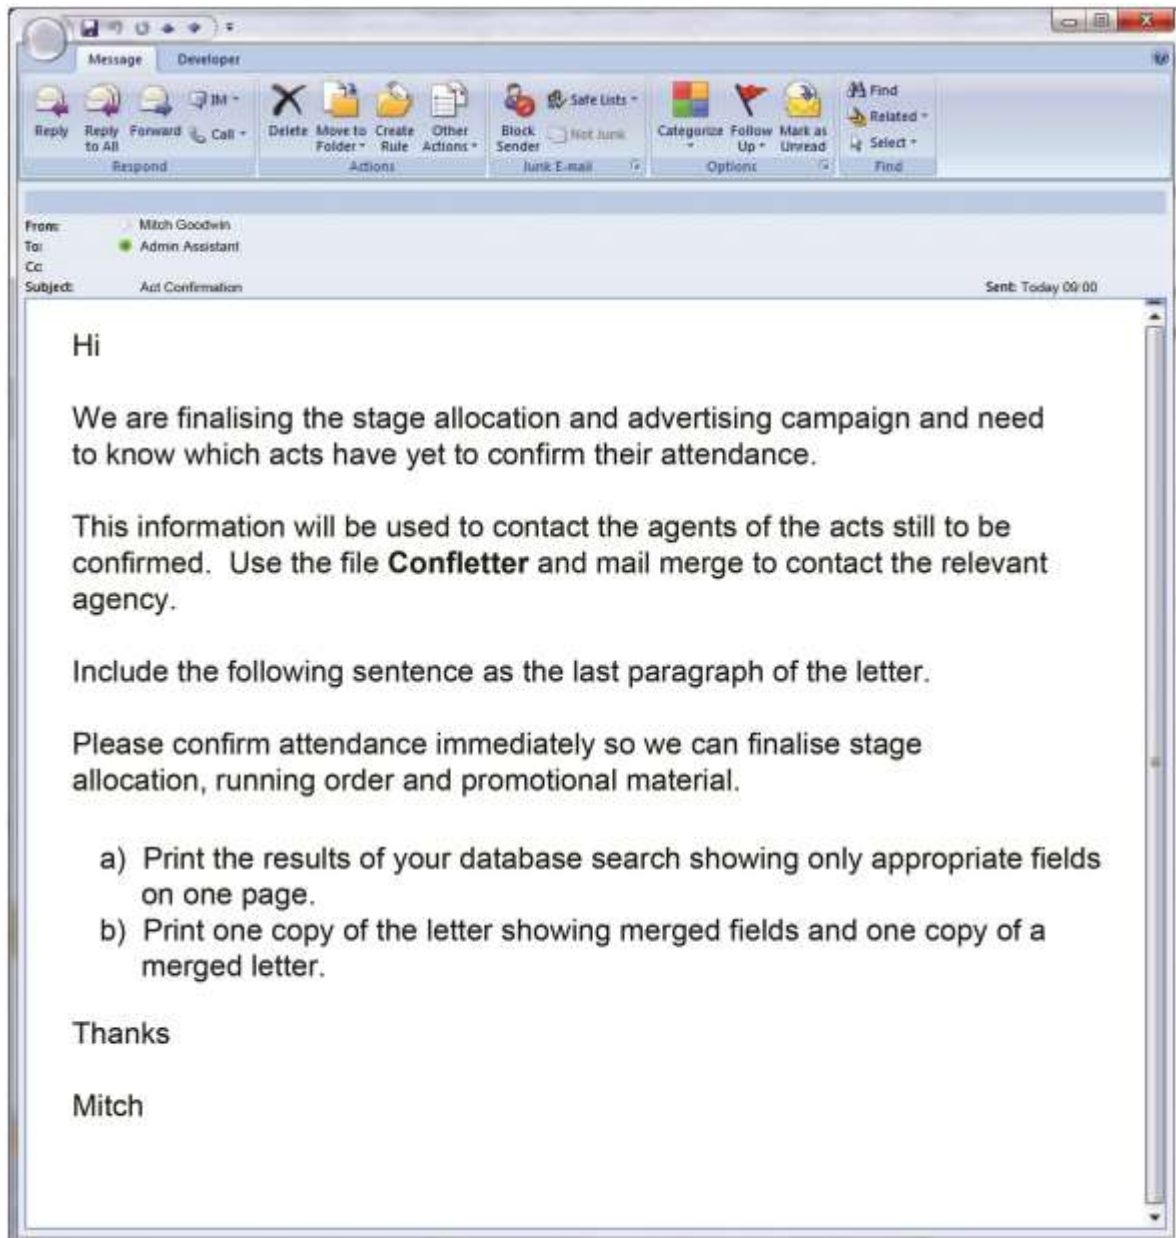 Message Developer
Reply Reply to All Forward IM Call
Delete Move to Folder Create Rule Other Actions
Block Sender Safe Lists Not Junk
Categorize Follow Up Mark as Unread
Find Related Select
Respond Actions Junk E-mail Options Find
From: Mitch Goodwin
To: Admin Assistant
Cc:
Subject: Act Confirmation Sent: Today 09:00
Hi
We are finalising the stage allocation and advertising campaign and need
to know which acts have yet to confirm their attendance.
This information will be used to contact the agents of the acts still to be
confirmed. Use the file Confletter and mail merge to contact the relevant
agency.
Include the following sentence as the last paragraph of the letter.
Please confirm attendance immediately so we can finalise stage
allocation, running order and promotional material.
a) Print the results of your database search showing only appropriate fields
on one page.
b) Print one copy of the letter showing merged fields and one copy of a
merged letter.
Thanks
Mitch